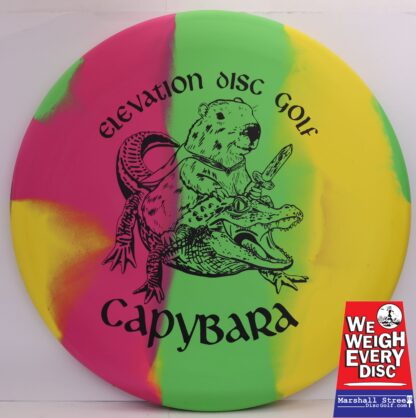 Elevation Disc Golf
Capybara
WE
WEIGH
EVERY
DISC
Marshall Street
DiscGolf.com